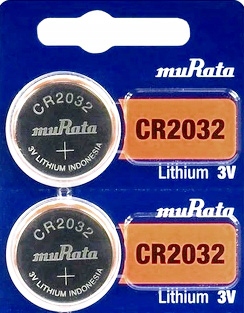 muRata
CR2032
muRata
+
3V LITHIUM INDONESIA
CR2032
Lithium 3V
muRata
CR2032
muRata
+
3V LITHIUM INDONESIA
CR2032
Lithium 3V